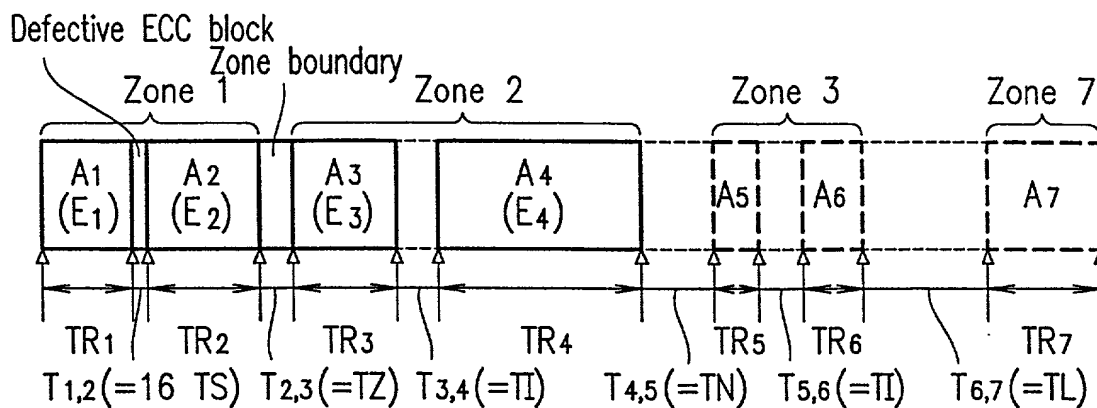 Defective ECC block
Zone boundary
Zone 1 Zone 2 Zone 3 Zone 7
A1 A2 A3 A4 A5 A6 A7
(E1) (E2) (E3) (E4)
TR1 TR2 TR3 TR4 TR5 TR6 TR7
T1,2(=16 TS) T2,3(=TZ) T3,4(=TI) T4,5(=TN) T5,6(=TI) T6,7(=TL)